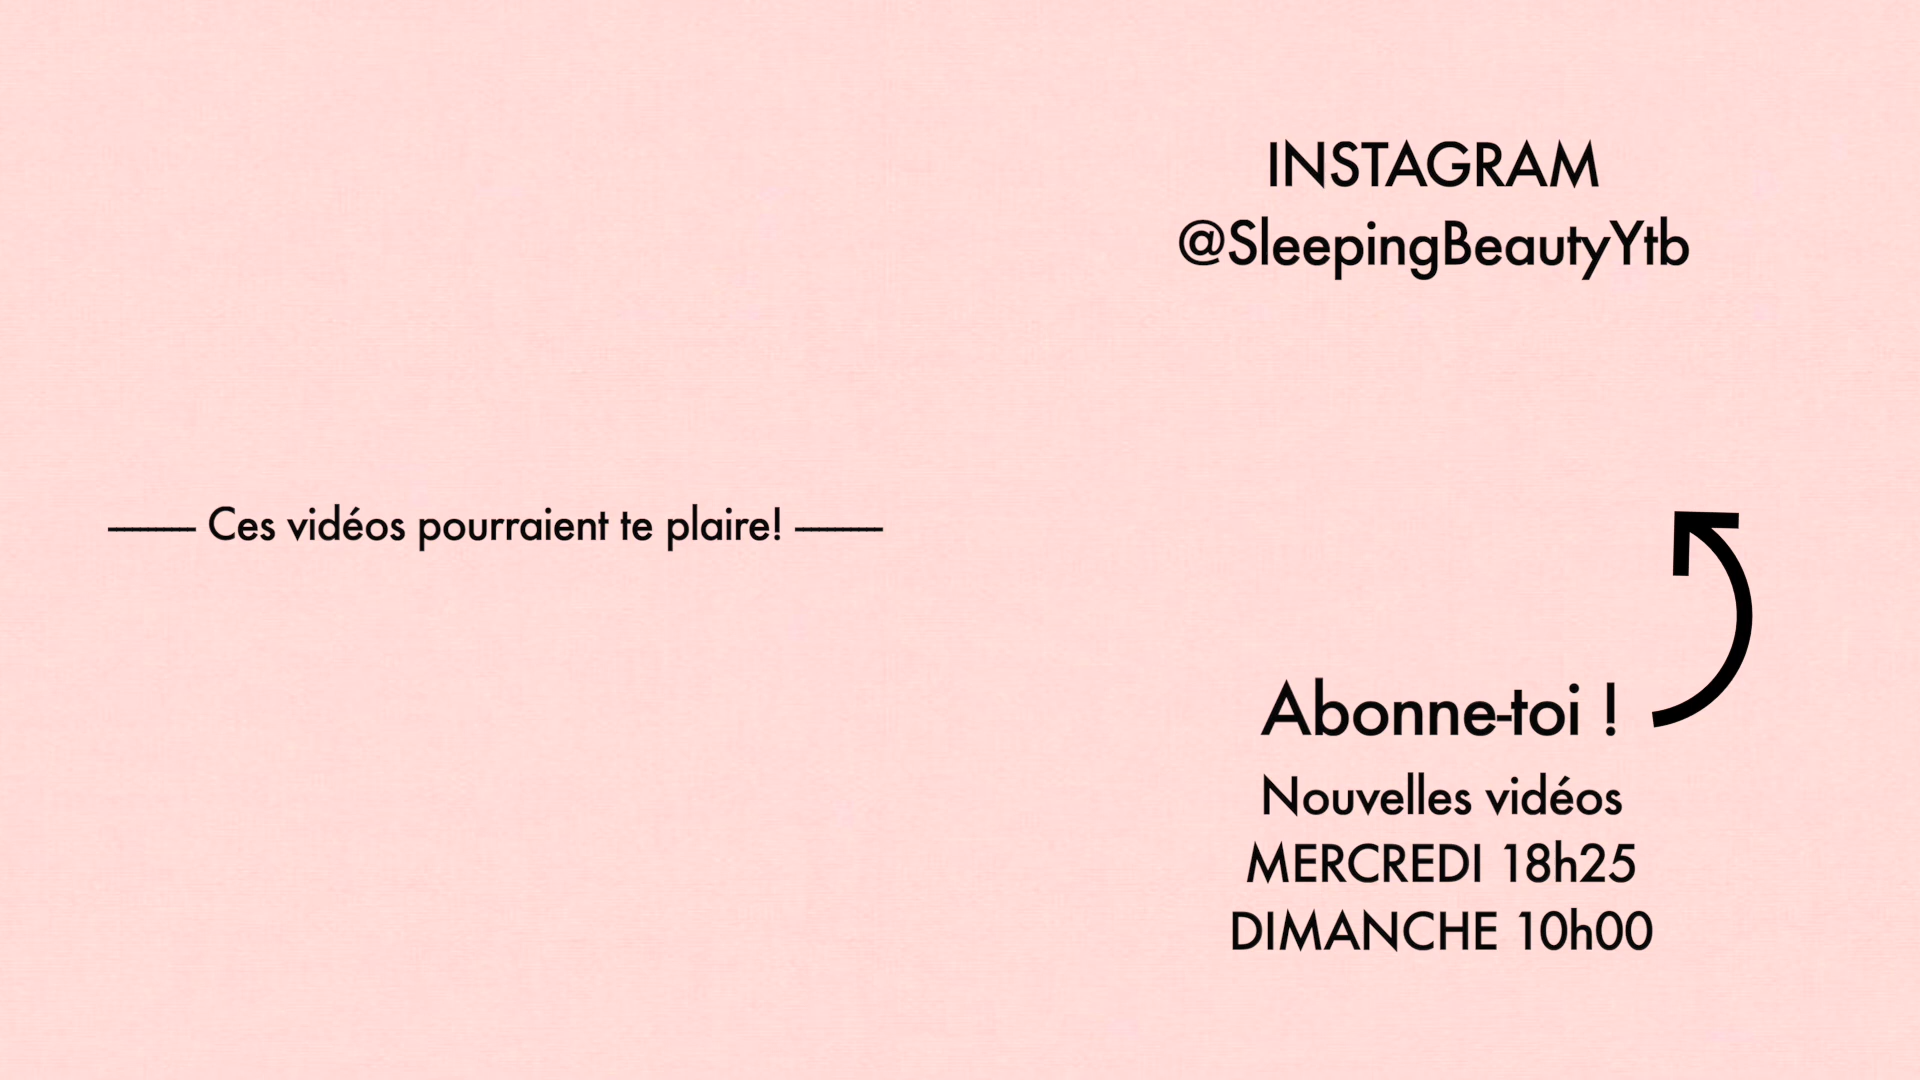 INSTAGRAM
@SleepingBeautyYtb
Ces vidéos pourraient te plaire!
Abonne-toi !
Nouvelles vidéos
MERCREDI 18h25
DIMANCHE 10h00